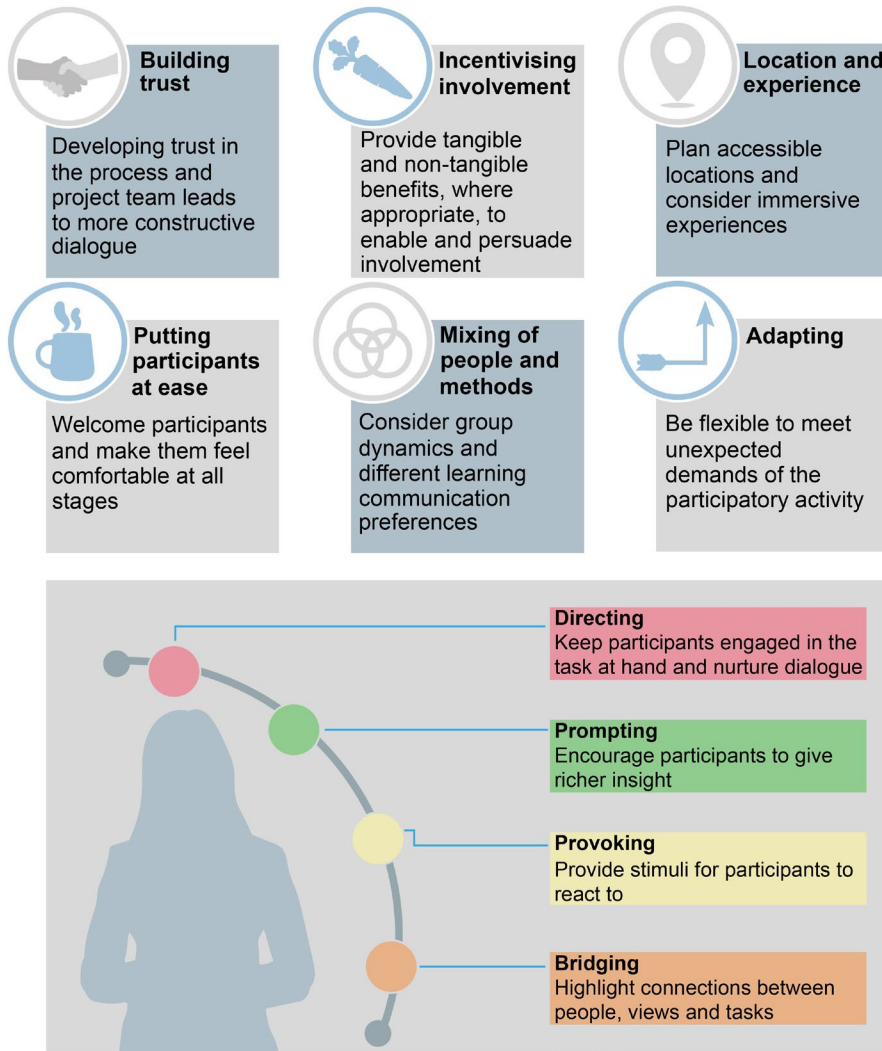 Building
trust
Developing trust in
the process and
project team leads
to more constructive
dialogue
Incentivising
involvement
Provide tangible
and non-tangible
benefits, where
appropriate, to
enable and persuade
involvement
Location and
experience
Plan accessible
locations and
consider immersive
experiences
Putting
participants
at ease
Welcome participants
and make them feel
comfortable at all
stages
Mixing of
people and
methods
Consider group
dynamics and
different learning
communication
preferences
Adapting
Be flexible to meet
unexpected
demands of the
participatory activity
Directing
Keep participants engaged in the
task at hand and nurture dialogue
Prompting
Encourage participants to give
richer insight
Provoking
Provide stimuli for participants to
react to
Bridging
Highlight connections between
people, views and tasks